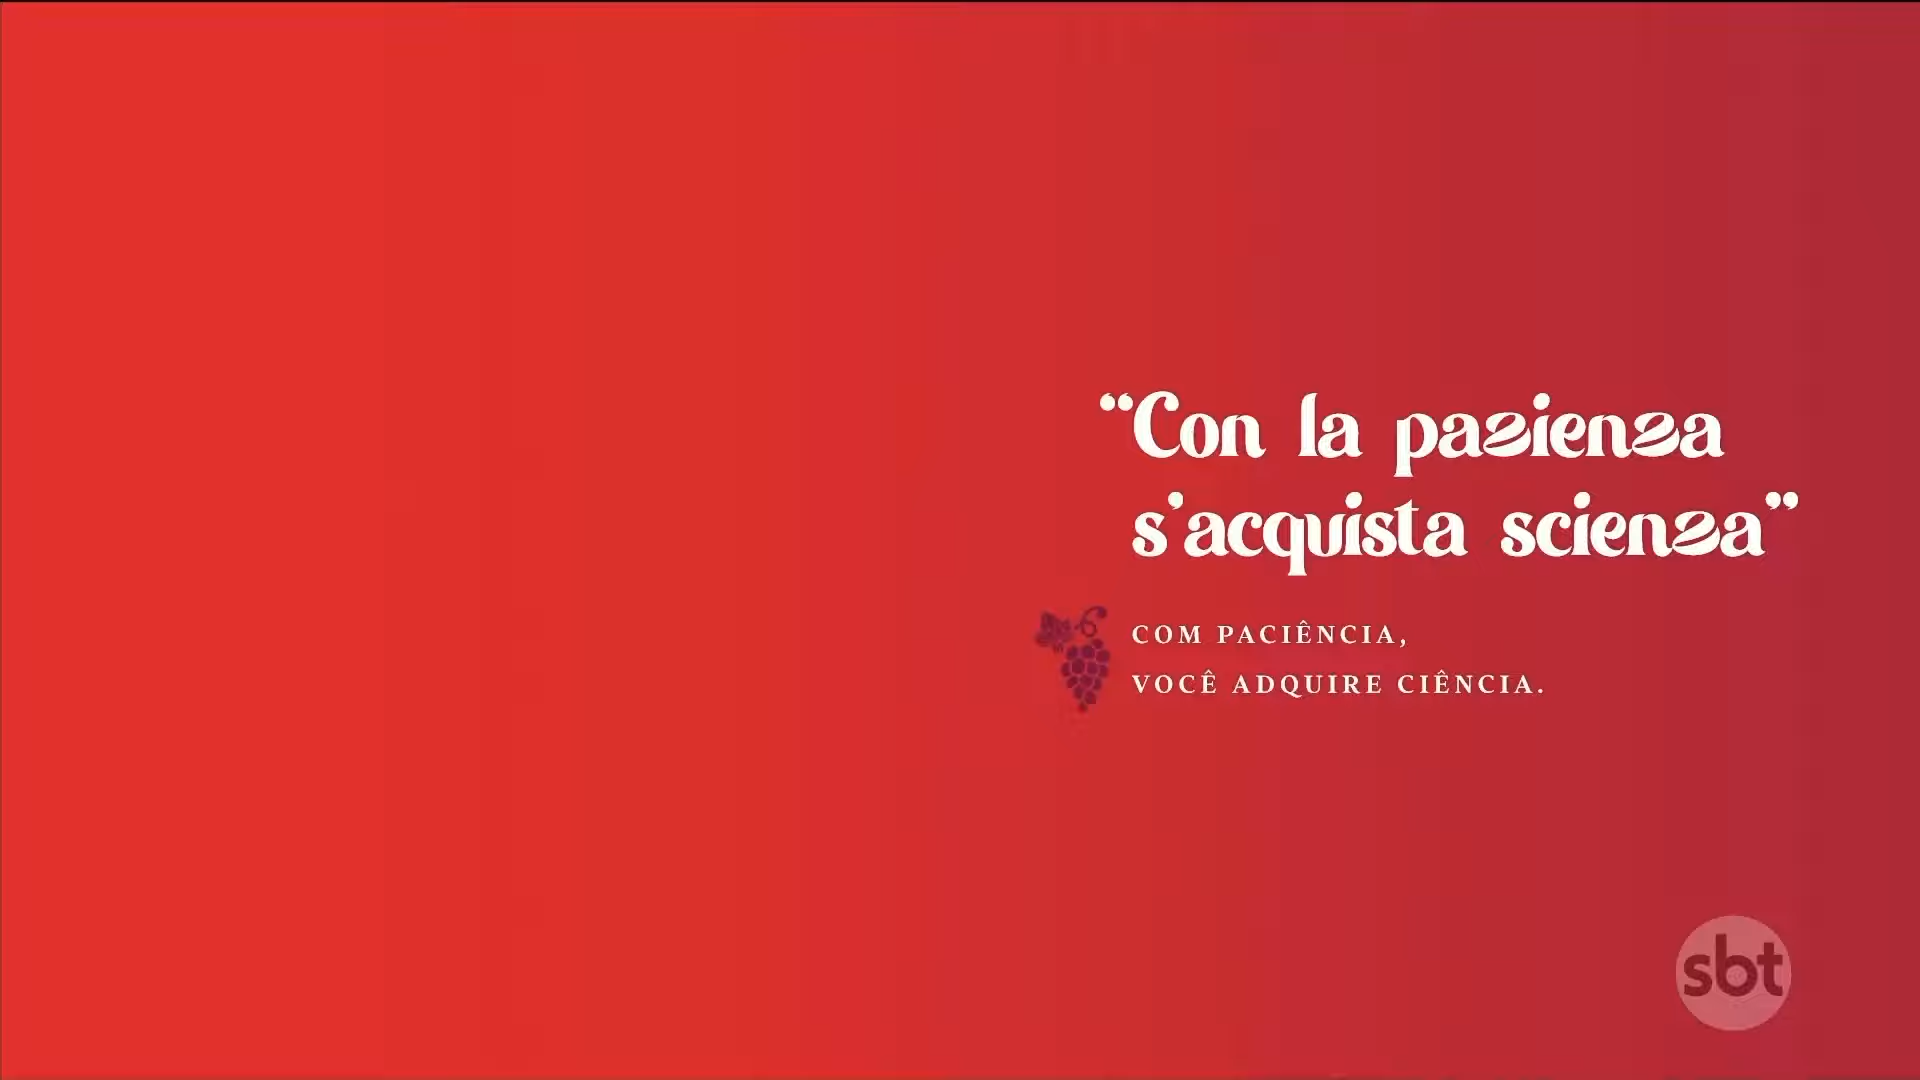 “Con la pazienza
s’acquista scienza”
COM PACIÊNCIA,
VOCÊ ADQUIRE CIÊNCIA.
sbt